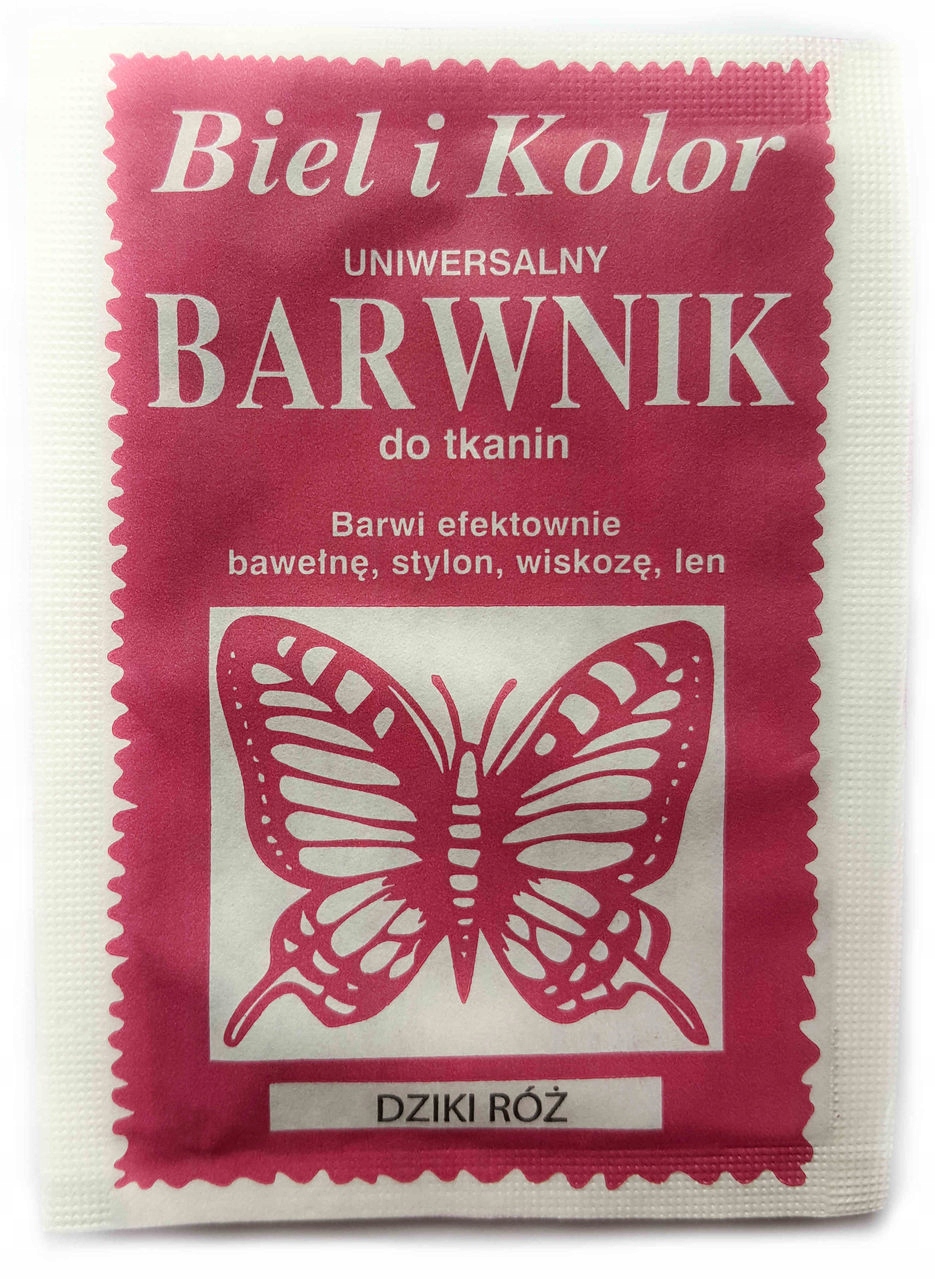 Biel i Kolor
UNIWERSALNY
BARWNIK
do tkanin
Barwi efektownie
bawełnę, stylon, wiskozę, len
DZIKI RÓŻ